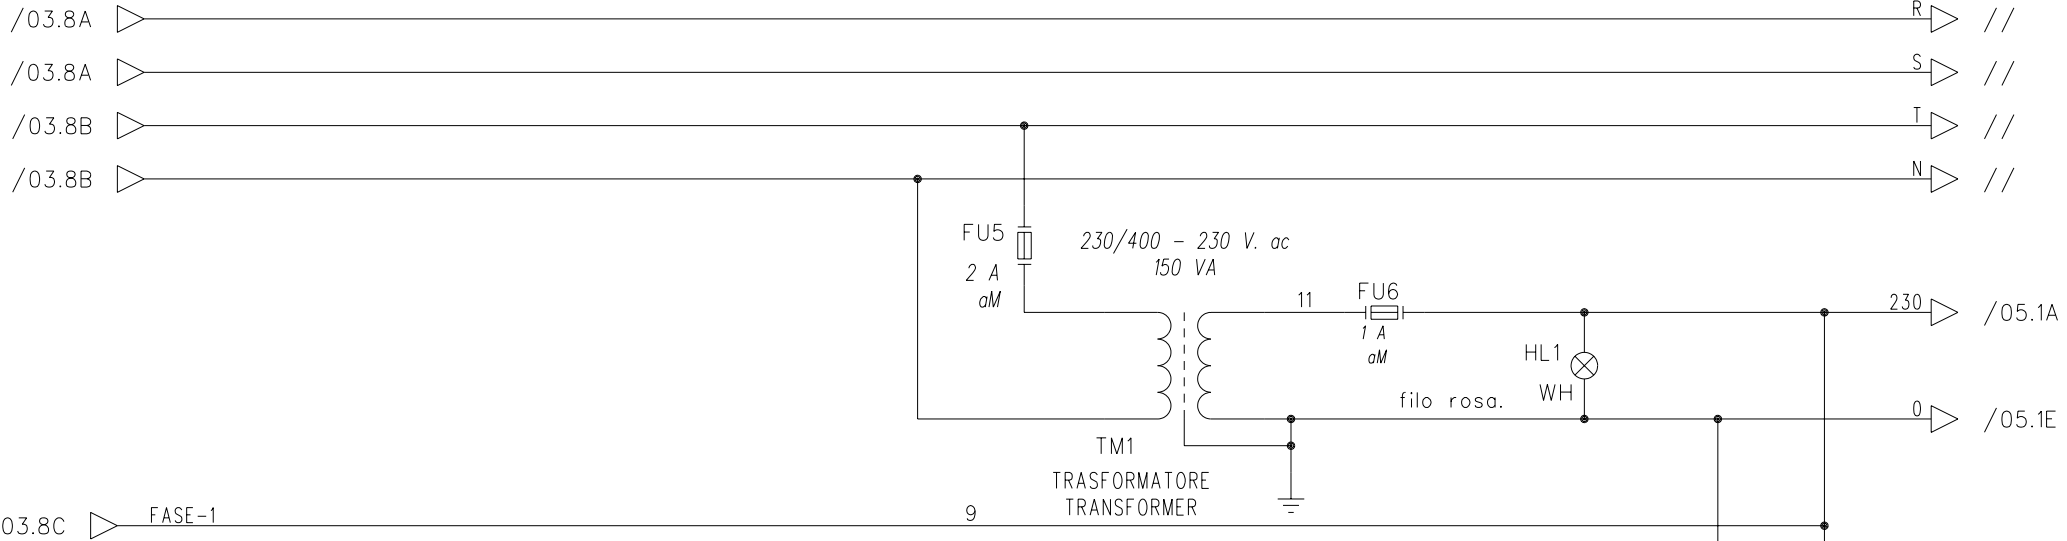 /03.8A
R
//
/03.8A
S
//
/03.8B
T
//
/03.8B
N
//
FU5
2 A
aM
230/400 - 230 V. ac
150 VA
11
FU6
1 A
aM
230
/05.1A
HL1
WH
filo rosa.
0
/05.1E
TM1
TRASFORMATORE
TRANSFORMER
03.8C
FASE-1
9